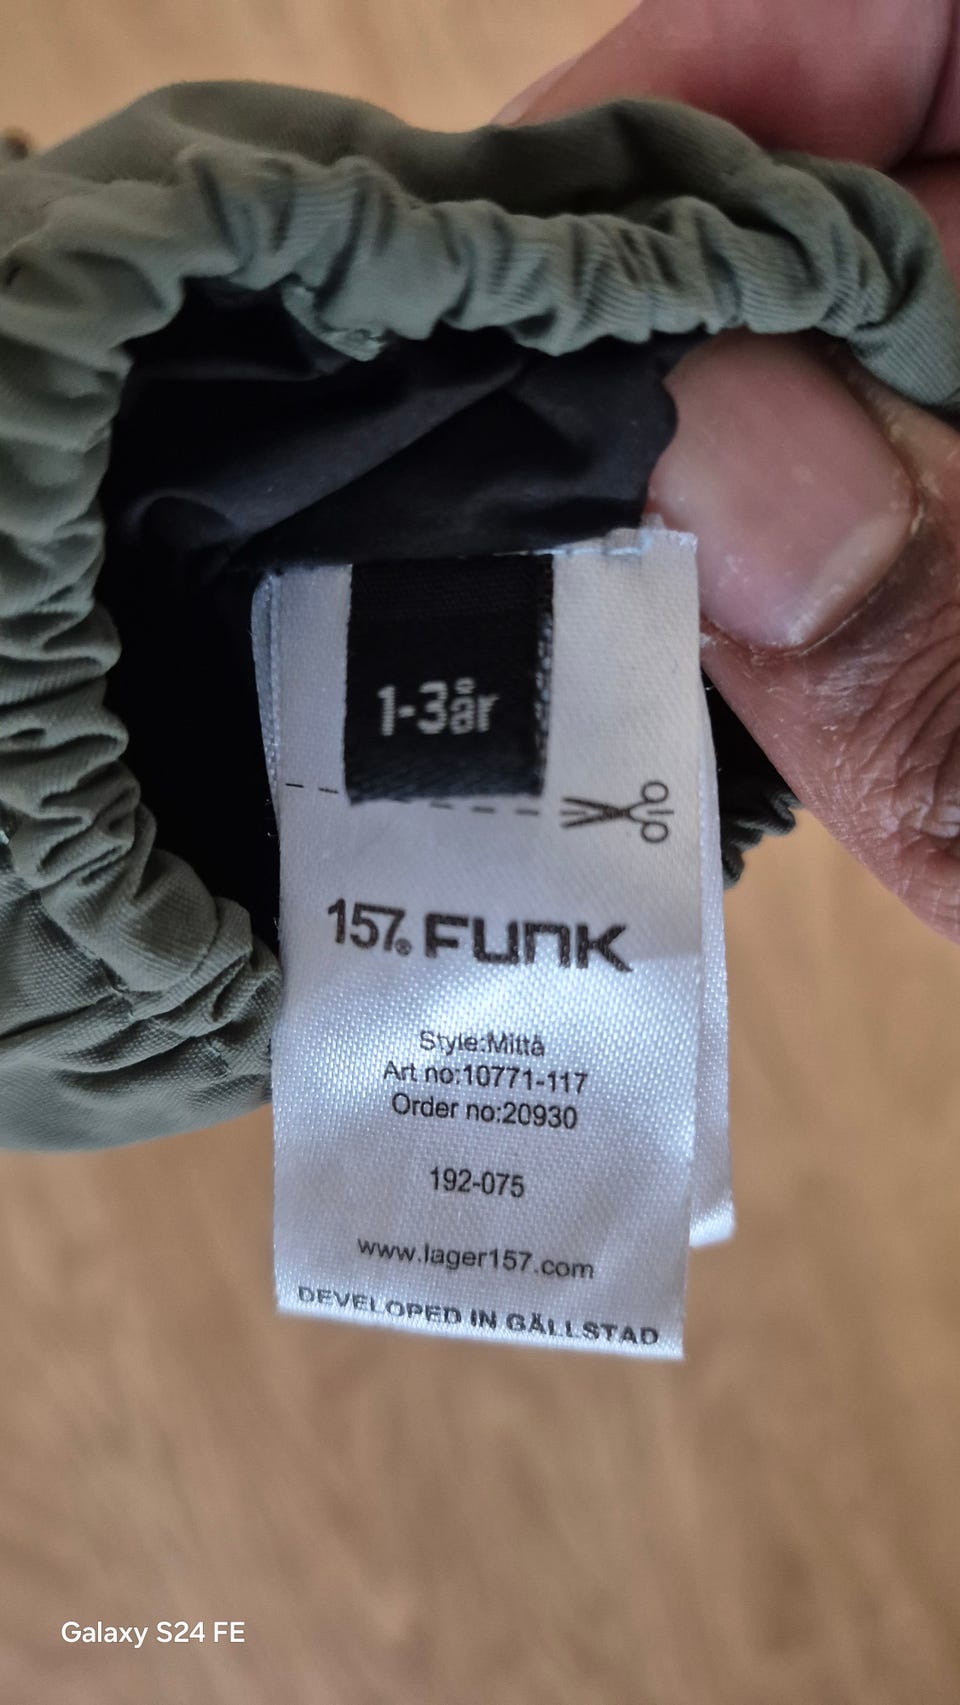 1-3år
157.® FUNK
Style:Mittå
Art no:10771-117
Order no:20930
192-075
www.lager157.com
DEVELOPED IN GÄLLSTAD
Galaxy S24 FE